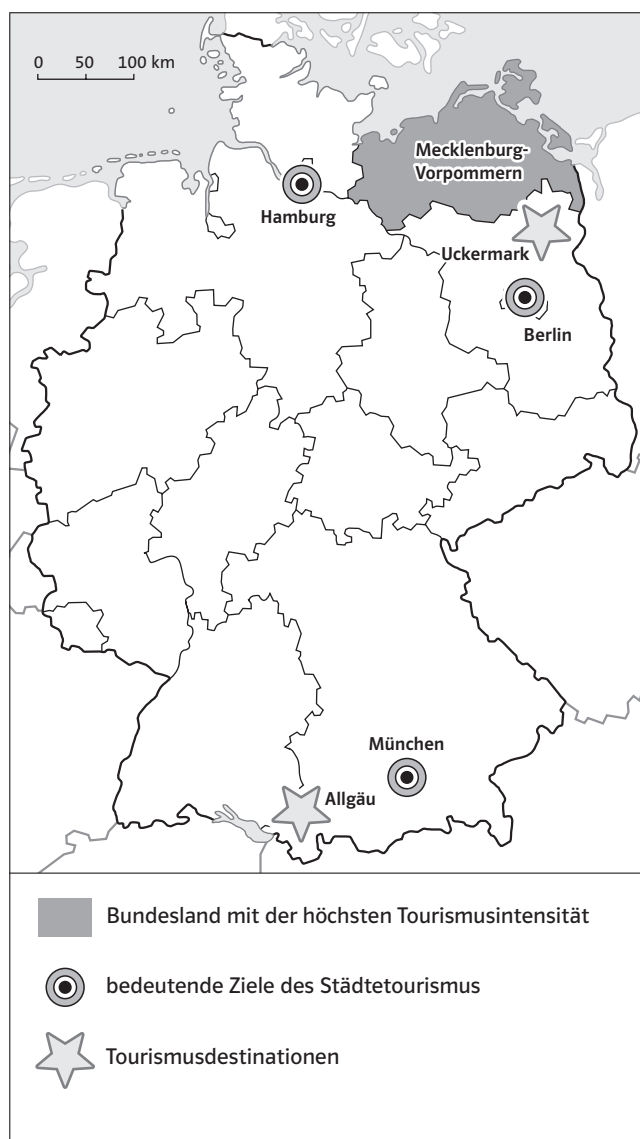 0 50 100 km
Mecklenburg-
Vorpommern
Hamburg
Uckermark
Berlin
München
Allgäu
Bundesland mit der höchsten Tourismusintensität
bedeutende Ziele des Städtetourismus
Tourismusdestinationen